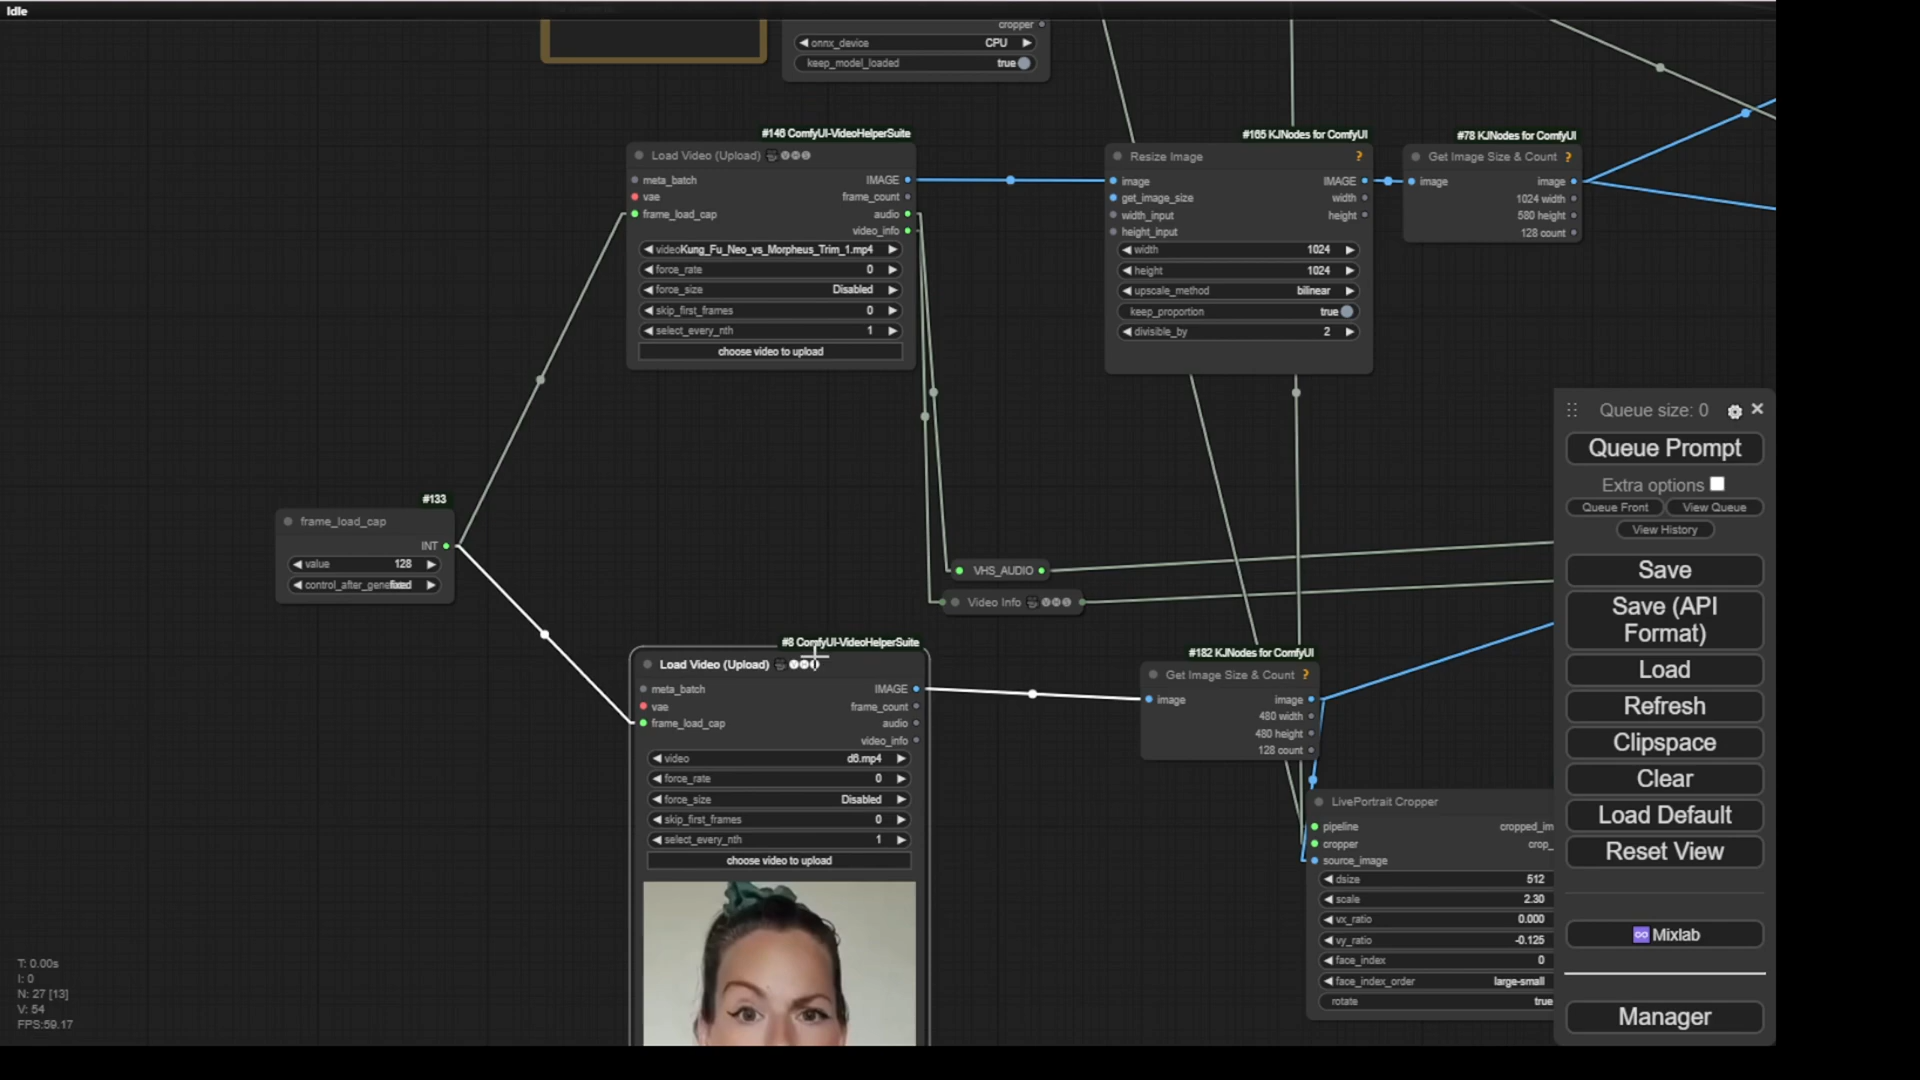 Idle
cropper
onnx_device CPU
keep_model_loaded true
#146 ComfyUI-VideoHelperSuite
Load Video (Upload)
meta_batch IMAGE
vae frame_count
frame_load_cap audio
video_info
videoKung_Fu_Neo_vs_Morpheus_Trim_1.mp4
force_rate 0
force_size Disabled
skip_first_frames 0
select_every_nth 1
choose video to upload
#165 KJNodes for ComfyUI
Resize Image ?
image IMAGE
get_image_size width
width_input height
height_input
width 1024
height 1024
upscale_method bilinear
keep_proportion true
divisible_by 2
#78 KJNodes for ComfyUI
Get Image Size & Count ?
image image
1024 width
580 height
128 count
#133
frame_load_cap
INT
value 128
control_after_gene fixed
VHS_AUDIO
Video Info
#8 ComfyUI-VideoHelperSuite
Load Video (Upload)
meta_batch IMAGE
vae frame_count
frame_load_cap audio
video_info
video d6.mp4
force_rate 0
force_size Disabled
skip_first_frames 0
select_every_nth 1
choose video to upload
#182 KJNodes for ComfyUI
Get Image Size & Count ?
image image
480 width
480 height
128 count
LivePortrait Cropper
pipeline cropped_im
cropper crop_
source_image
dsize 512
scale 2.30
vx_ratio 0.000
vy_ratio -0.125
face_index 0
face_index_order large-small
rotate true
Queue size: 0
Queue Prompt
Extra options
Queue Front View Queue
View History
Save
Save (API
Format)
Load
Refresh
Clipspace
Clear
Load Default
Reset View
Mixlab
Manager
T: 0.00s
I: 0
N: 27 [13]
V: 54
FPS:59.17